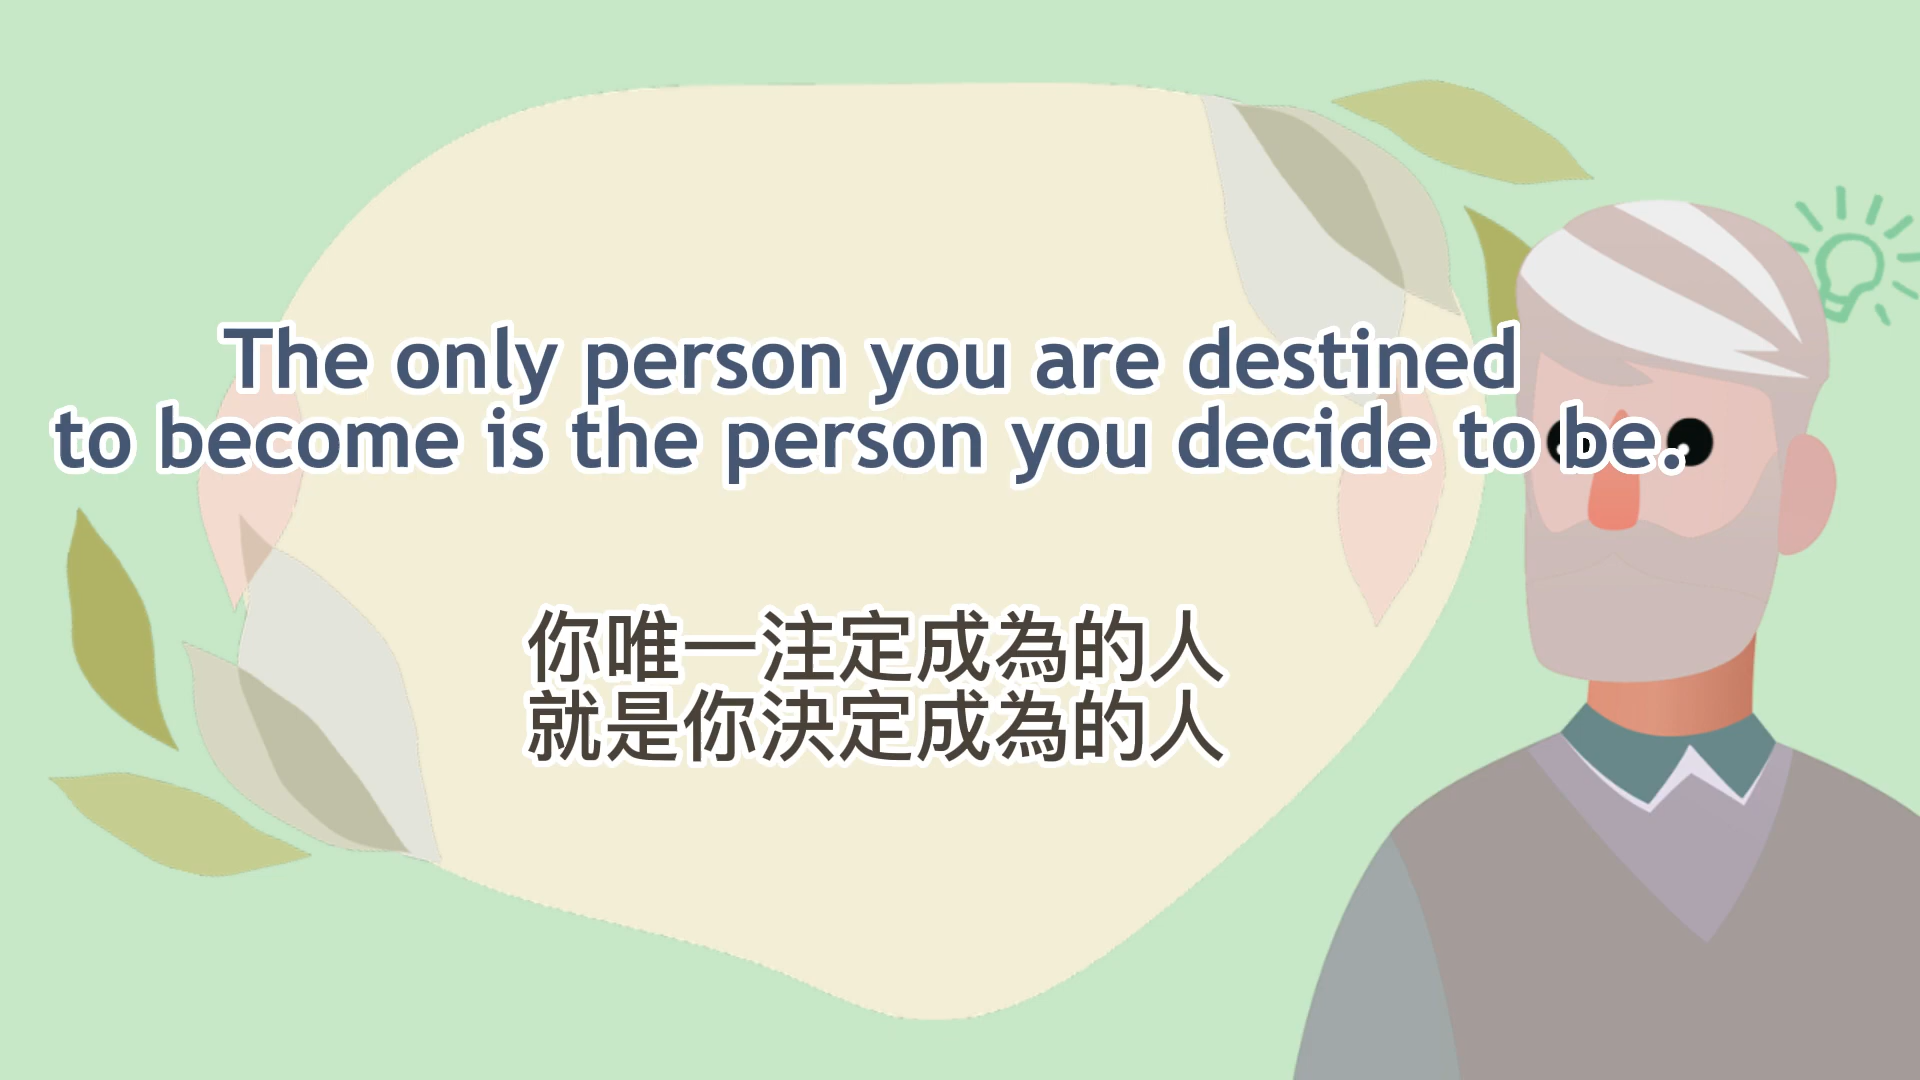 The only person you are destined
to become is the person you decide to be.
你唯一注定成為的人
就是你決定成為的人